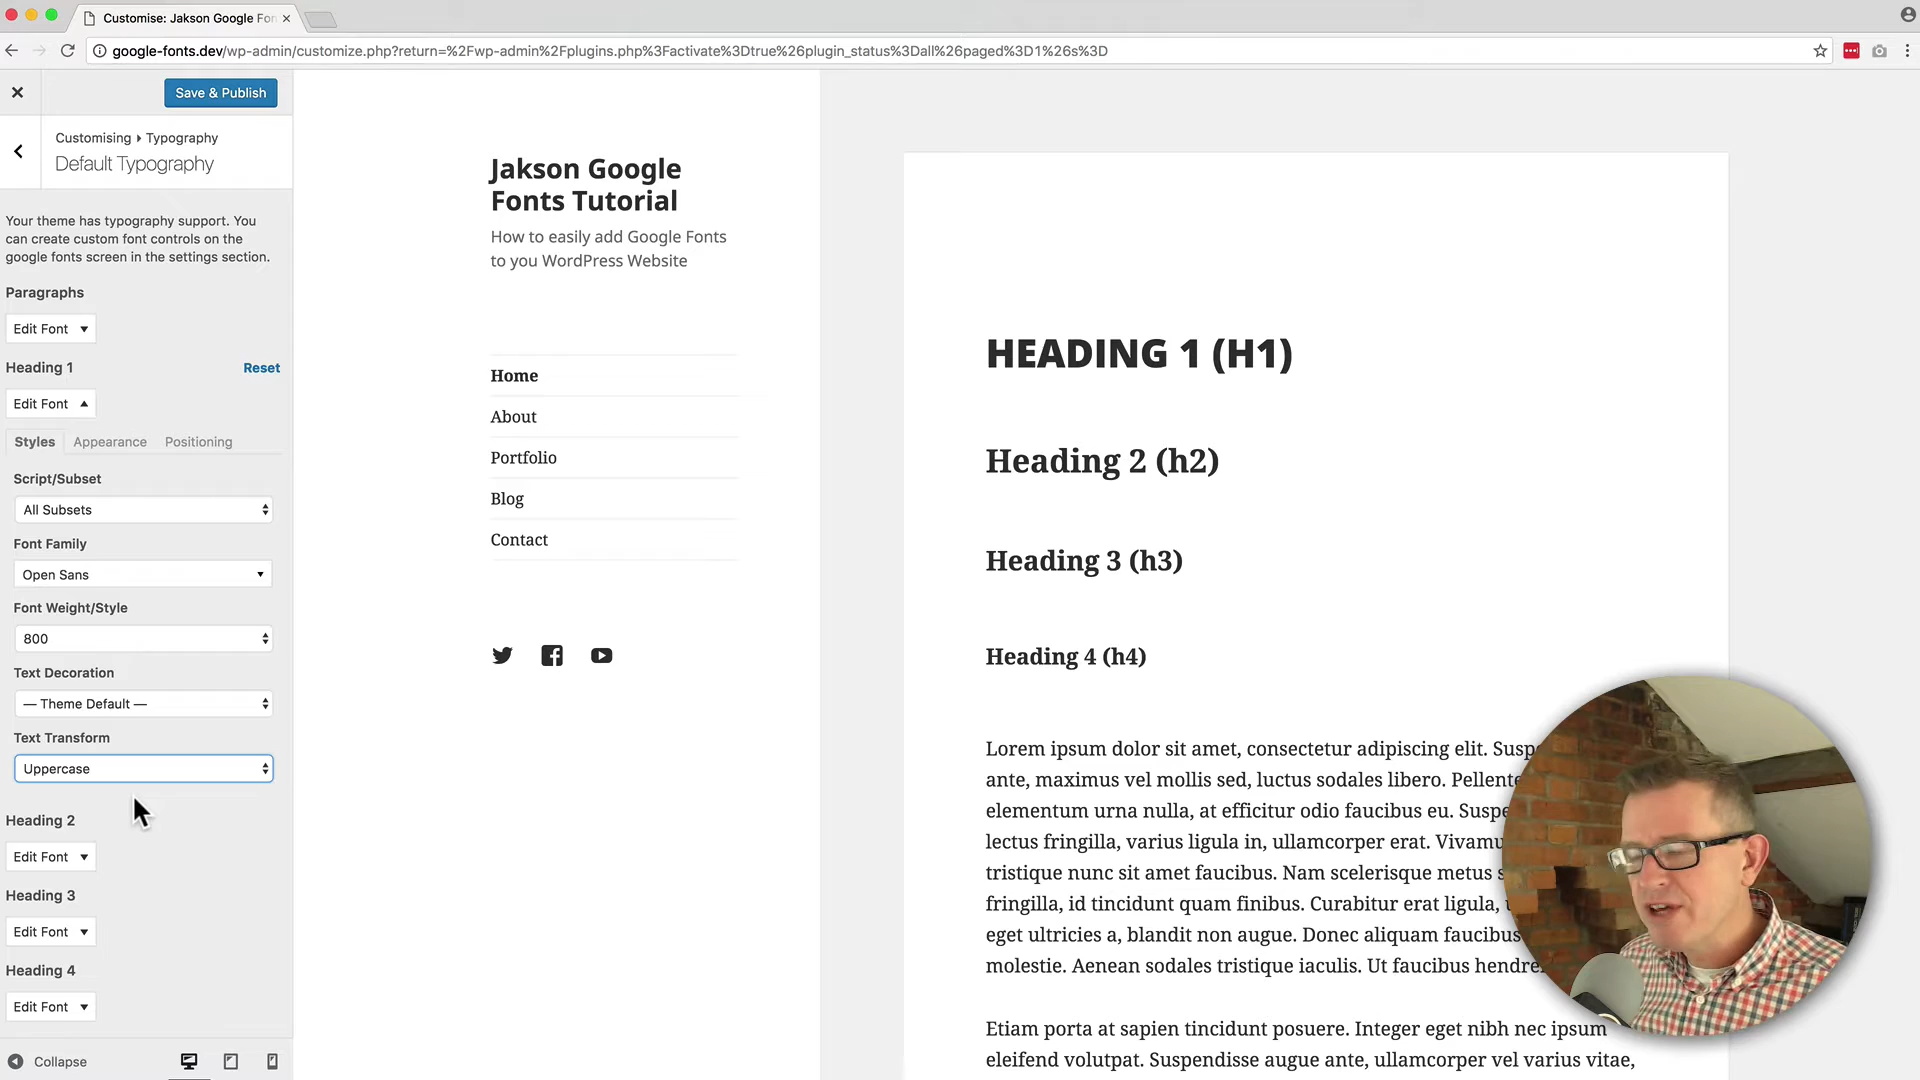 Customise: Jakson Google Fon
google-fonts.dev/wp-admin/customize.php?return=%2Fwp-admin%2Fplugins.php%3Factivate%3Dtrue%26plugin_status%3Dall%26paged%3D1%26s%3D
Save & Publish
Customising Typography
Default Typography
Your theme has typography support. You
can create custom font controls on the
google fonts screen in the settings section.
Paragraphs
Edit Font
Heading 1 Reset
Edit Font
Styles Appearance Positioning
Script/Subset
All Subsets
Font Family
Open Sans
Font Weight/Style
800
Text Decoration
— Theme Default —
Text Transform
Uppercase
Heading 2
Edit Font
Heading 3
Edit Font
Heading 4
Edit Font
Collapse
Jakson Google
Fonts Tutorial
How to easily add Google Fonts
to you WordPress Website
Home
About
Portfolio
Blog
Contact
HEADING 1 (H1)
Heading 2 (h2)
Heading 3 (h3)
Heading 4 (h4)
Lorem ipsum dolor sit amet, consectetur adipiscing elit. Susp
ante, maximus vel mollis sed, luctus sodales libero. Pellente
elementum urna nulla, at efficitur odio faucibus eu. Suspe
lectus fringilla, varius ligula in, ullamcorper erat. Vivamu
tristique nunc sit amet faucibus. Nam scelerisque metus s
fringilla, id tincidunt quam finibus. Curabitur erat ligula,
eget ultricies a, blandit non augue. Donec aliquam faucibus
molestie. Aenean sodales tristique iaculis. Ut faucibus hendre
Etiam porta at sapien tincidunt posuere. Integer eget nibh nec ipsum
eleifend volutpat. Suspendisse augue ante, ullamcorper vel varius vitae,